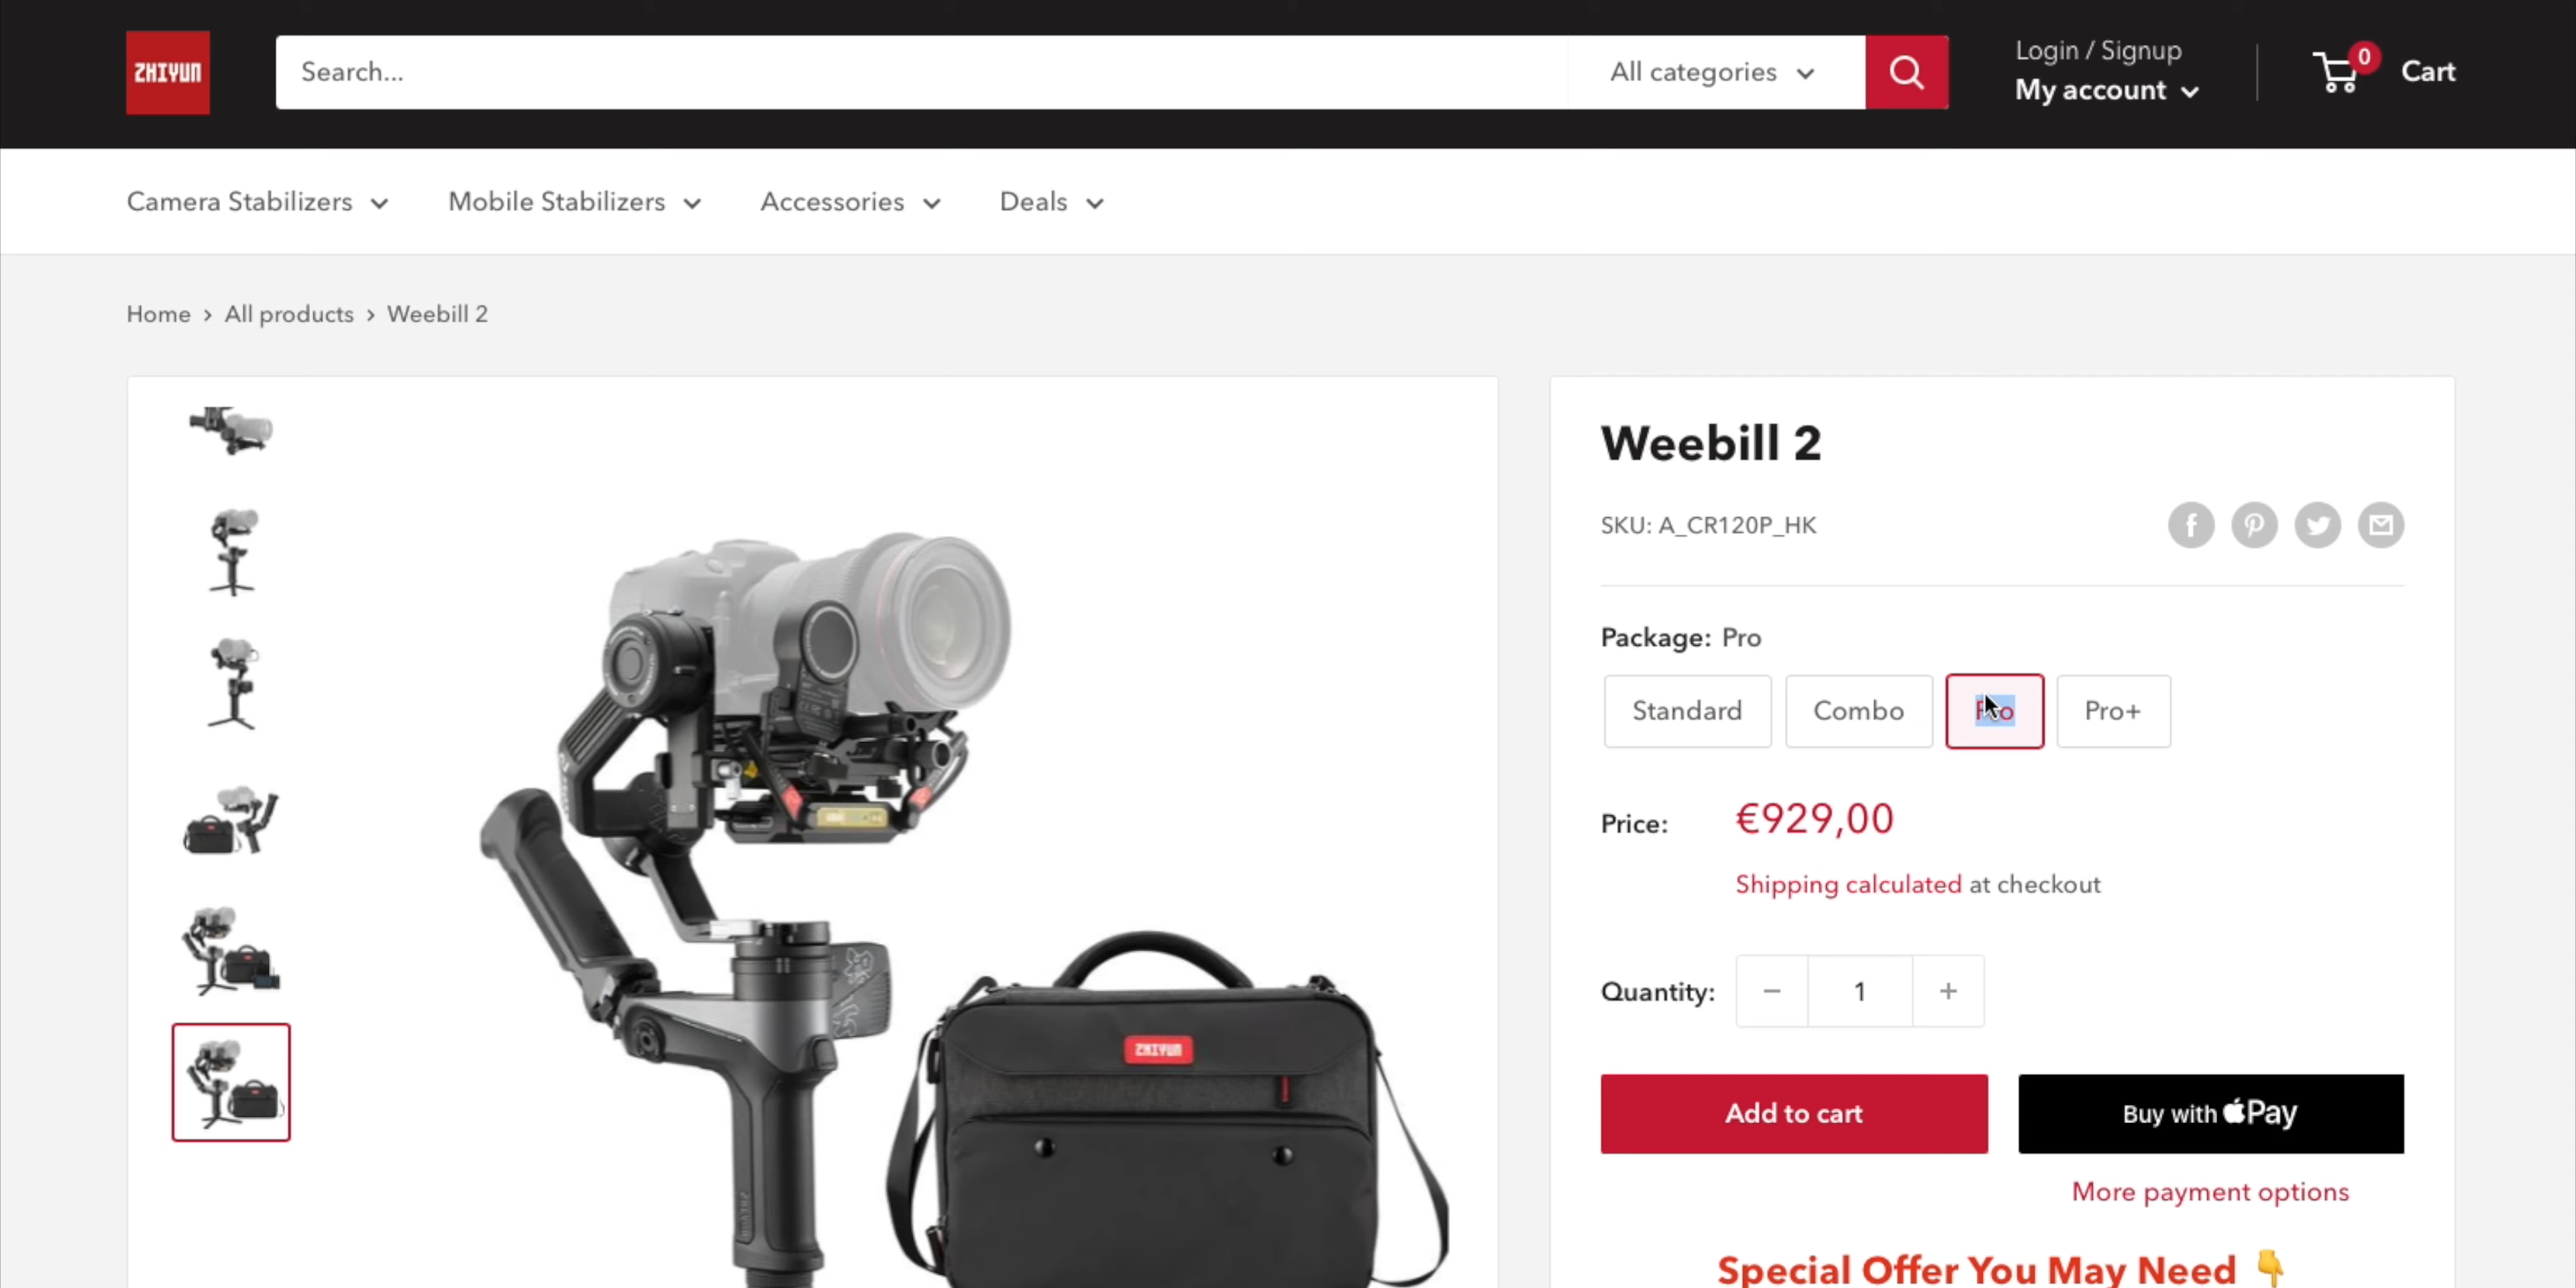 ZHIYUN
Search...
All categories
Login / Signup
My account
0
Cart
Camera Stabilizers
Mobile Stabilizers
Accessories
Deals
Home > All products > Weebill 2
Weebill 2
SKU: A_CR120P_HK
Package: Pro
Standard
Combo
Pro
Pro+
Price: €929,00
Shipping calculated at checkout
Quantity: − 1 +
ZHIYUN
Add to cart
Buy with Pay
More payment options
Special Offer You May Need 👇